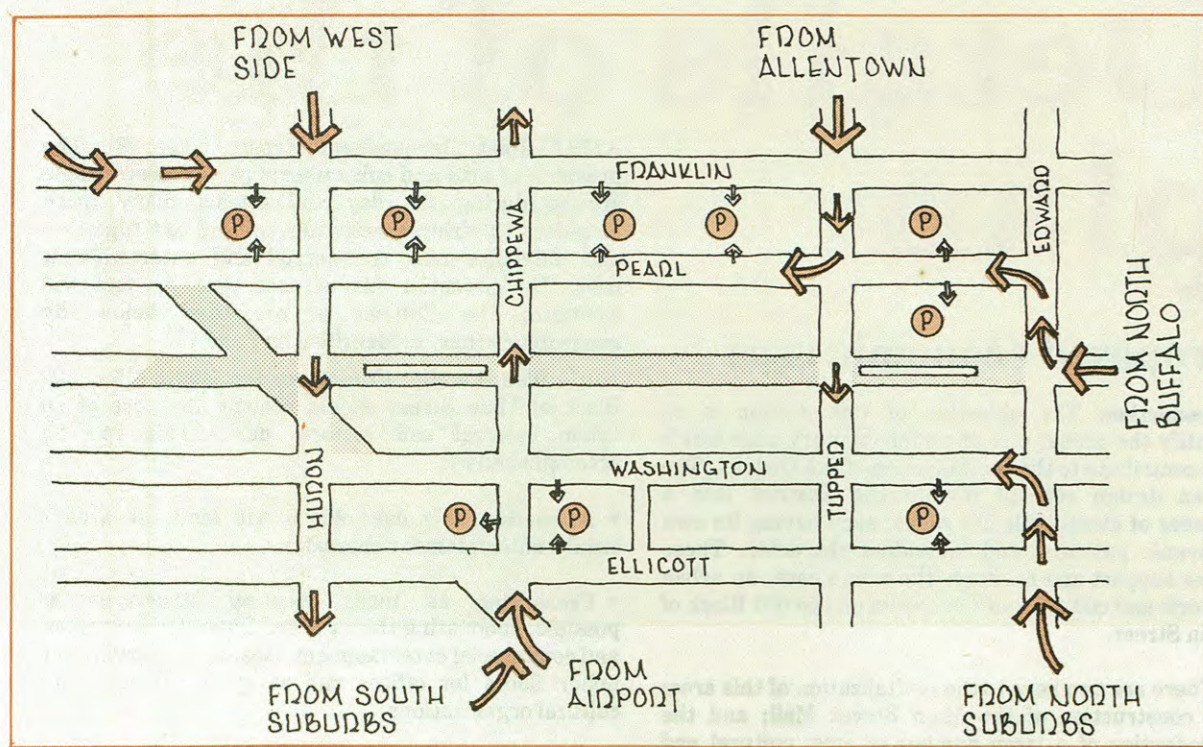 FROM WEST
SIDE
FROM
ALLENTOWN
FRANKLIN
P
P
P
P
P
CHIPPEWA
EDWARD
PEARL
P
FROM NORTH
BUFFALO
HURON
WASHINGTON
TUPPER
P
P
P
ELLICOTT
FROM SOUTH
SUBURBS
FROM
AIRPORT
FROM NORTH
SUBURBS